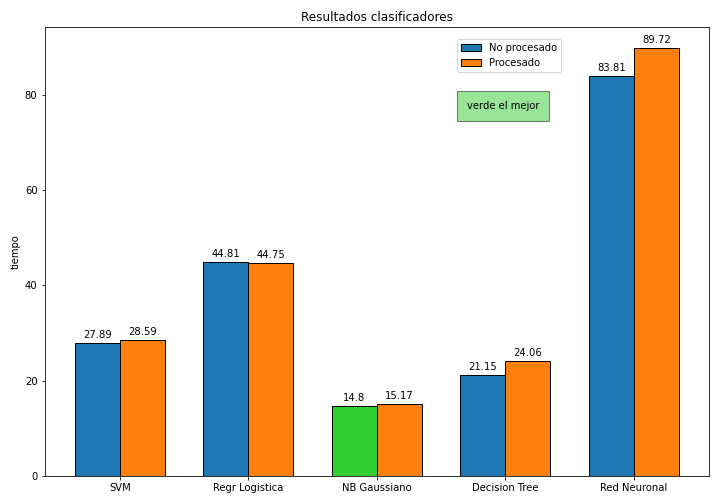 Resultados clasificadores
No procesado
Procesado
verde el mejor
tiempo
80
60
40
20
0
27.89
28.59
44.81
44.75
14.8
15.17
21.15
24.06
83.81
89.72
SVM
Regr Logistica
NB Gaussiano
Decision Tree
Red Neuronal